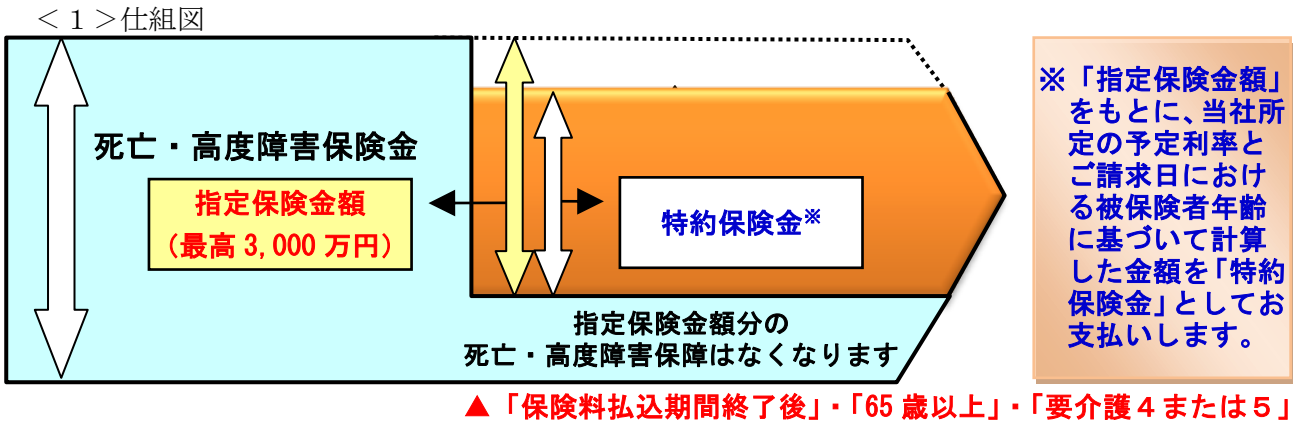 ＜１＞仕組図
死亡・高度障害保険金
指定保険金額
（最高 3,000 万円）
特約保険金※
指定保険金額分の
死亡・高度障害保障はなくなります
※「指定保険金額」
をもとに、当社所
定の予定利率と
ご請求日におけ
る被保険者年齢
に基づいて計算
した金額を「特約
保険金」としてお
支払いします。
▲「保険料払込期間終了後」・「65 歳以上」・「要介護４または５」